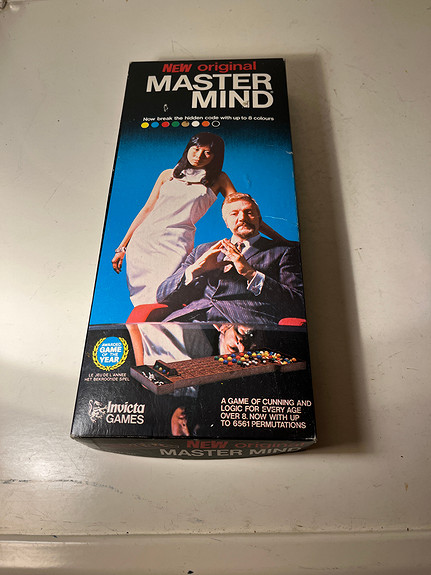 NEW original
MASTER
MIND
Now break the hidden code with up to 8 colours
AWARDED
GAME
OF THE
YEAR
LE JEU DE L'ANNEE
HET BEKROONDE SPEL
Invicta
GAMES
A GAME OF CUNNING AND
LOGIC FOR EVERY AGE
OVER 8. NOW WITH UP
TO 6561 PERMUTATIONS
NEW original
MASTER MIND